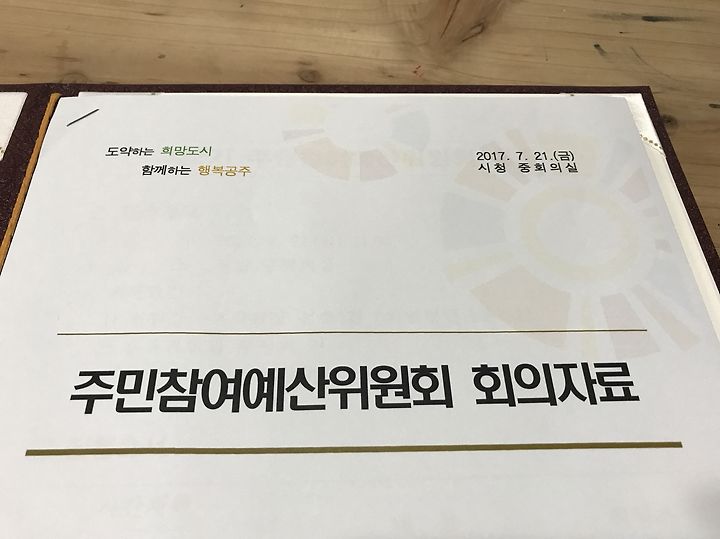 도약하는 희망도시
함께하는 행복공주
2017. 7. 21.(금)
시청 중회의실
주민참여예산위원회 회의자료